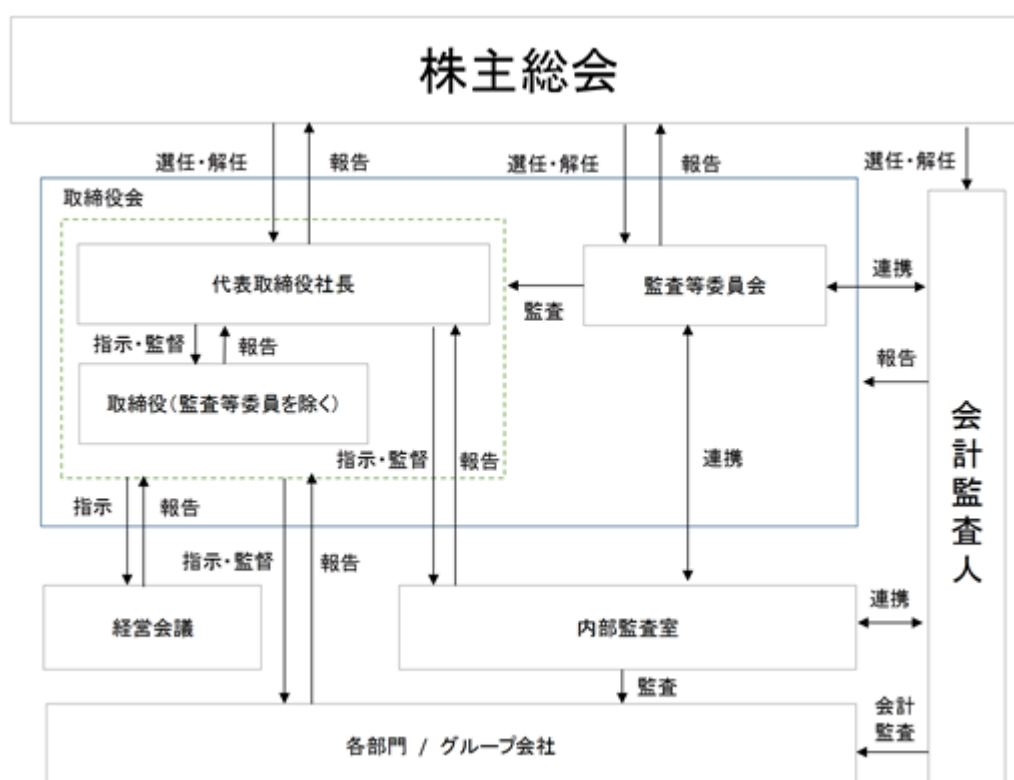 株主総会
選任・解任
報告
選任・解任
報告
選任・解任
取締役会
代表取締役社長
監査等委員会
連携
監査
指示・監督
報告
報告
取締役(監査等委員を除く)
会計監査人
指示・監督
報告
連携
指示
報告
指示・監督
報告
経営会議
内部監査室
連携
監査
会計
監査
各部門 / グループ会社